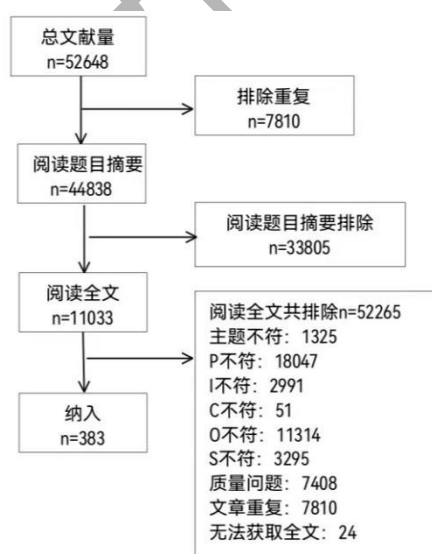 总文献量
n=52648
排除重复
n=7810
阅读题目摘要
n=44838
阅读题目摘要排除
n=33805
阅读全文
n=11033
阅读全文共排除n=52265
主题不符：1325
P不符：18047
I不符：2991
C不符：51
O不符：11314
S不符：3295
质量问题：7408
文章重复：7810
无法获取全文：24
纳入
n=383